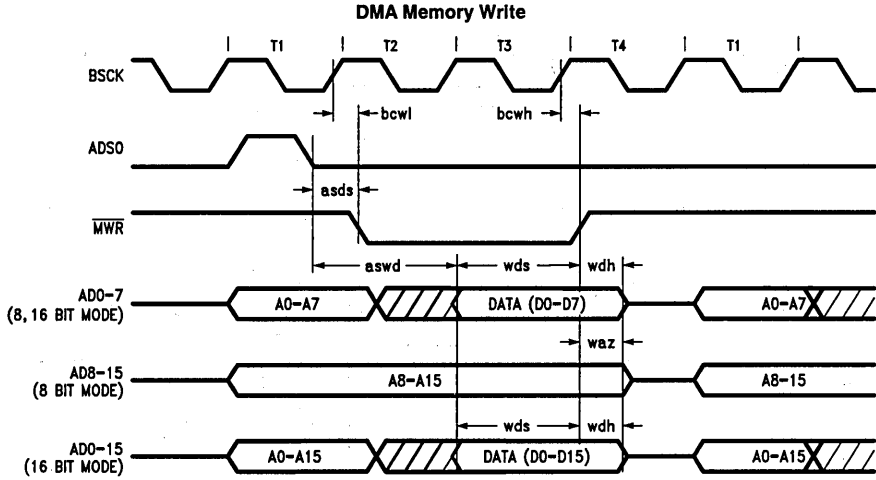 DMA Memory Write
T1 T2 T3 T4 T1
BSCK
bcwl bcwh
ADS0
asds
MWR
aswd wds wdh
AD0-7
(8, 16 BIT MODE)
A0-A7 DATA (D0-D7) A0-A7
waz
AD8-15
(8 BIT MODE)
A8-A15 A8-15
wds wdh
AD0-15
(16 BIT MODE)
A0-A15 DATA (D0-D15) A0-A15